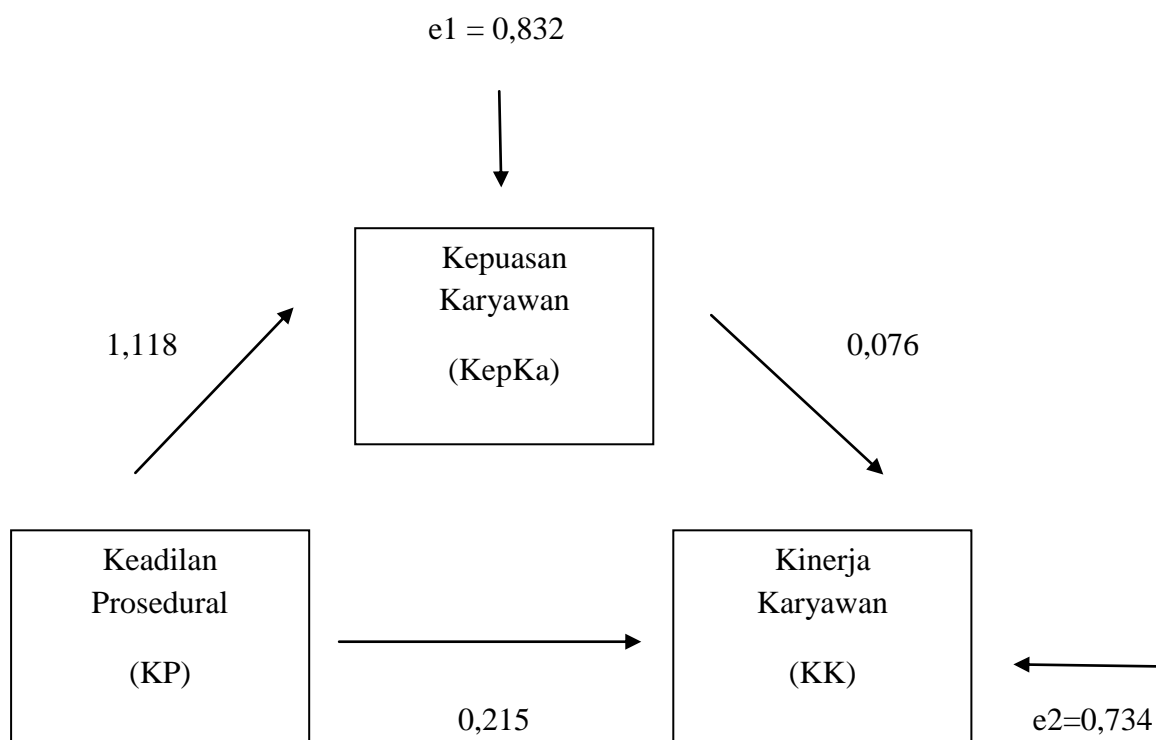 e1 = 0,832
Kepuasan
Karyawan
(KepKa)
1,118
0,076
Keadilan
Prosedural
(KP)
Kinerja
Karyawan
(KK)
0,215
e2=0,734